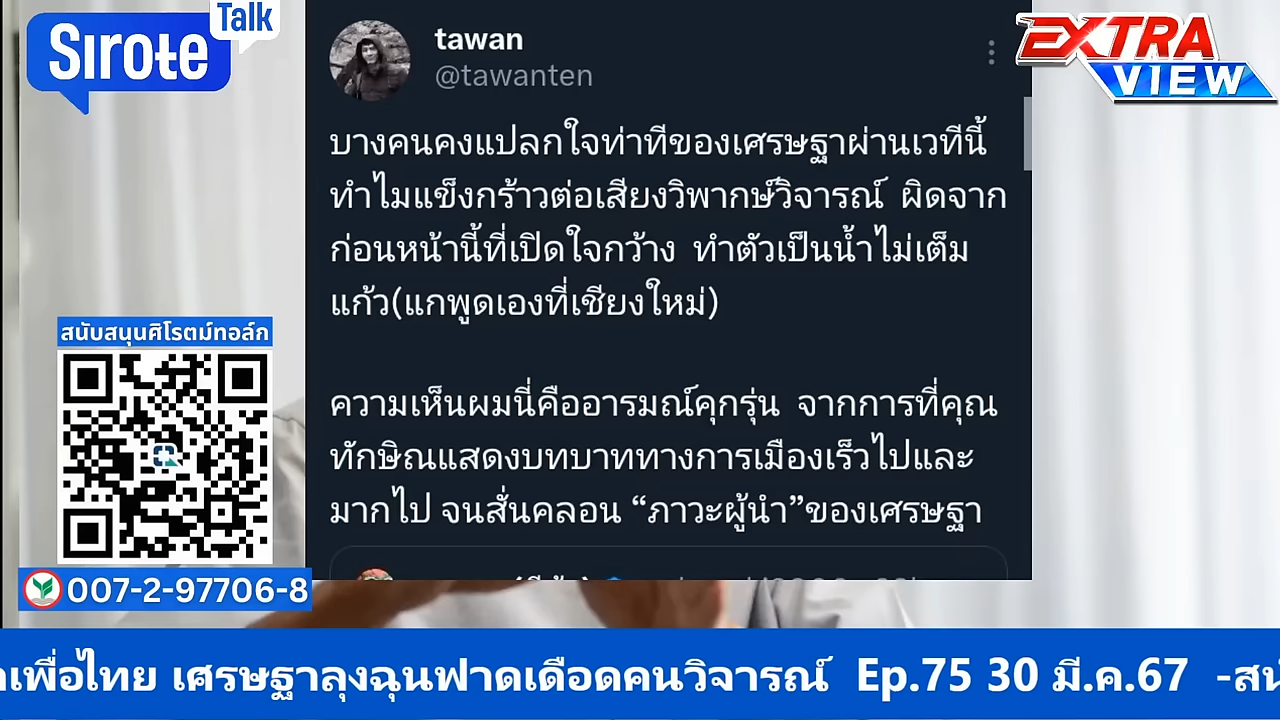 Sirote
Talk
EXTRA
VIEW
tawan
@tawanten
บางคนคงแปลกใจท่าทีของเศรษฐาผ่านเวทีนี้
ทำไมแข็งกร้าวต่อเสียงวิพากษ์วิจารณ์ ผิดจาก
ก่อนหน้านี้ที่เปิดใจกว้าง ทำตัวเป็นน้ำไม่เต็ม
แก้ว(แกพูดเองที่เชียงใหม่)
ความเห็นผมนี่คืออารมณ์คุกรุ่น จากการที่คุณ
ทักษิณแสดงบทบาททางการเมืองเร็วไปและ
มากไป จนสั่นคลอน “ภาวะผู้นำ”ของเศรษฐา
สนับสนุนศิโรตม์ทอล์ก
007-2-97706-8
เพื่อไทย เศรษฐาลุงฉุนฟาดเดือดคนวิจารณ์ Ep.75 30 มี.ค.67